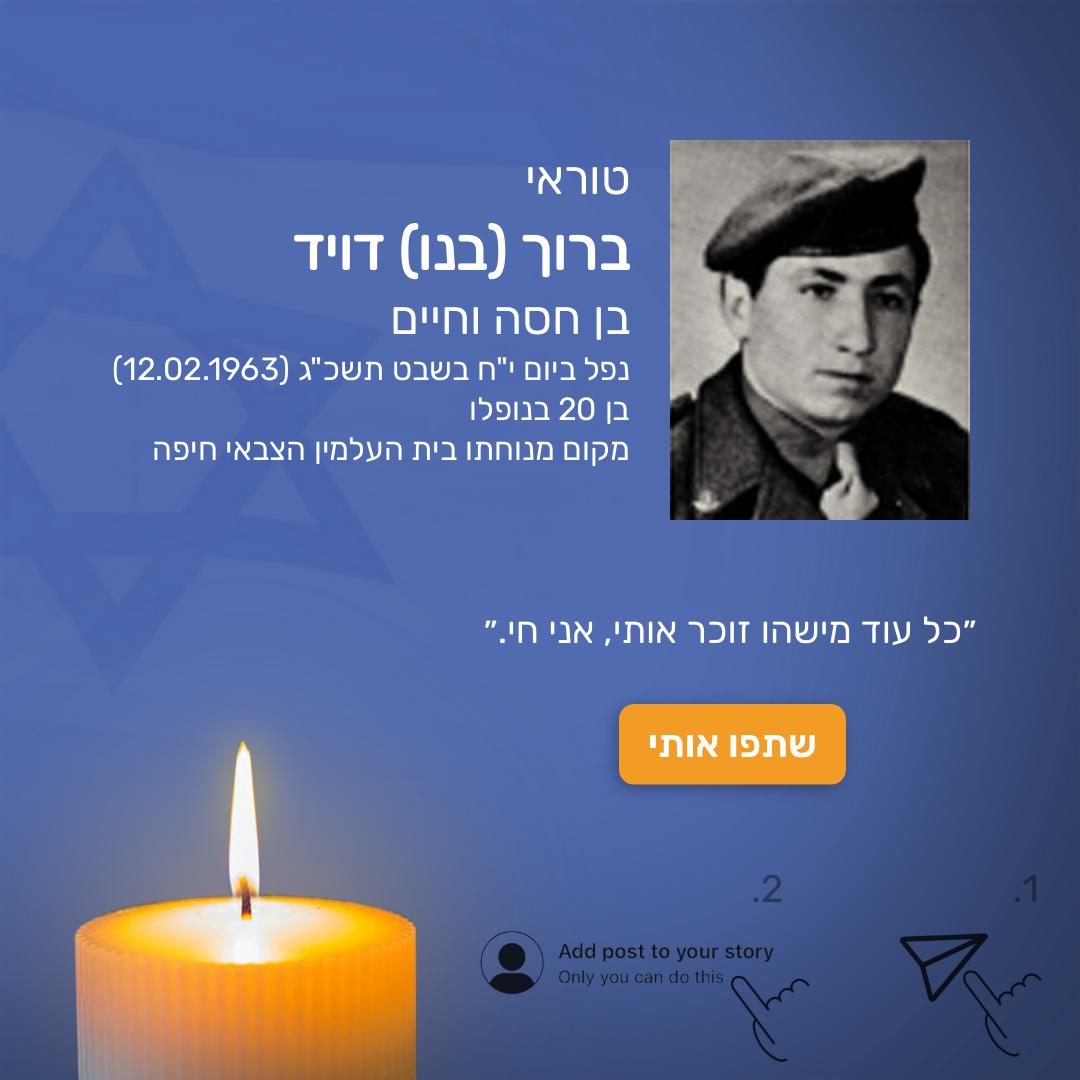 טוראי
ברוך (בנו) דויד
בן חסה וחיים
נפל ביום י"ח בשבט תשכ"ג (12.02.1963)
בן 20 בנופלו
מקום מנוחתו בית העלמין הצבאי חיפה
״כל עוד מישהו זוכר אותי, אני חי.״
שתפו אותי
.1
.2
Add post to your story
Only you can do this